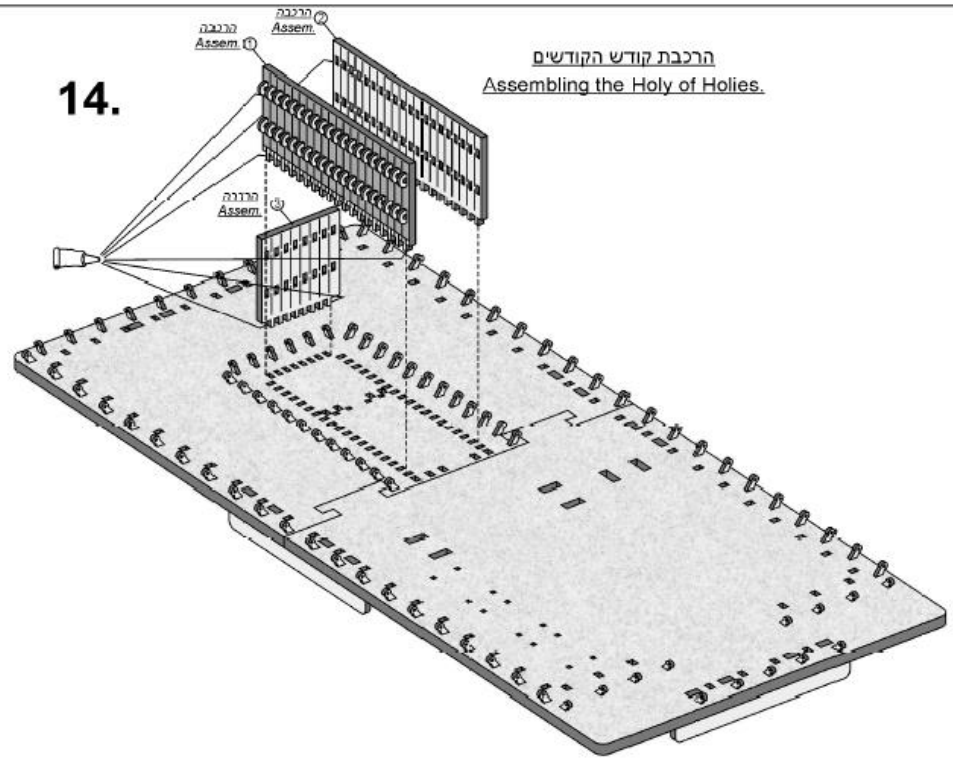 הרכבה
Assem. ②
הרכבה
Assem. ①
הרכבת קודש הקודשים
Assembling the Holy of Holies.
14.
הרכבה
Assem. ③